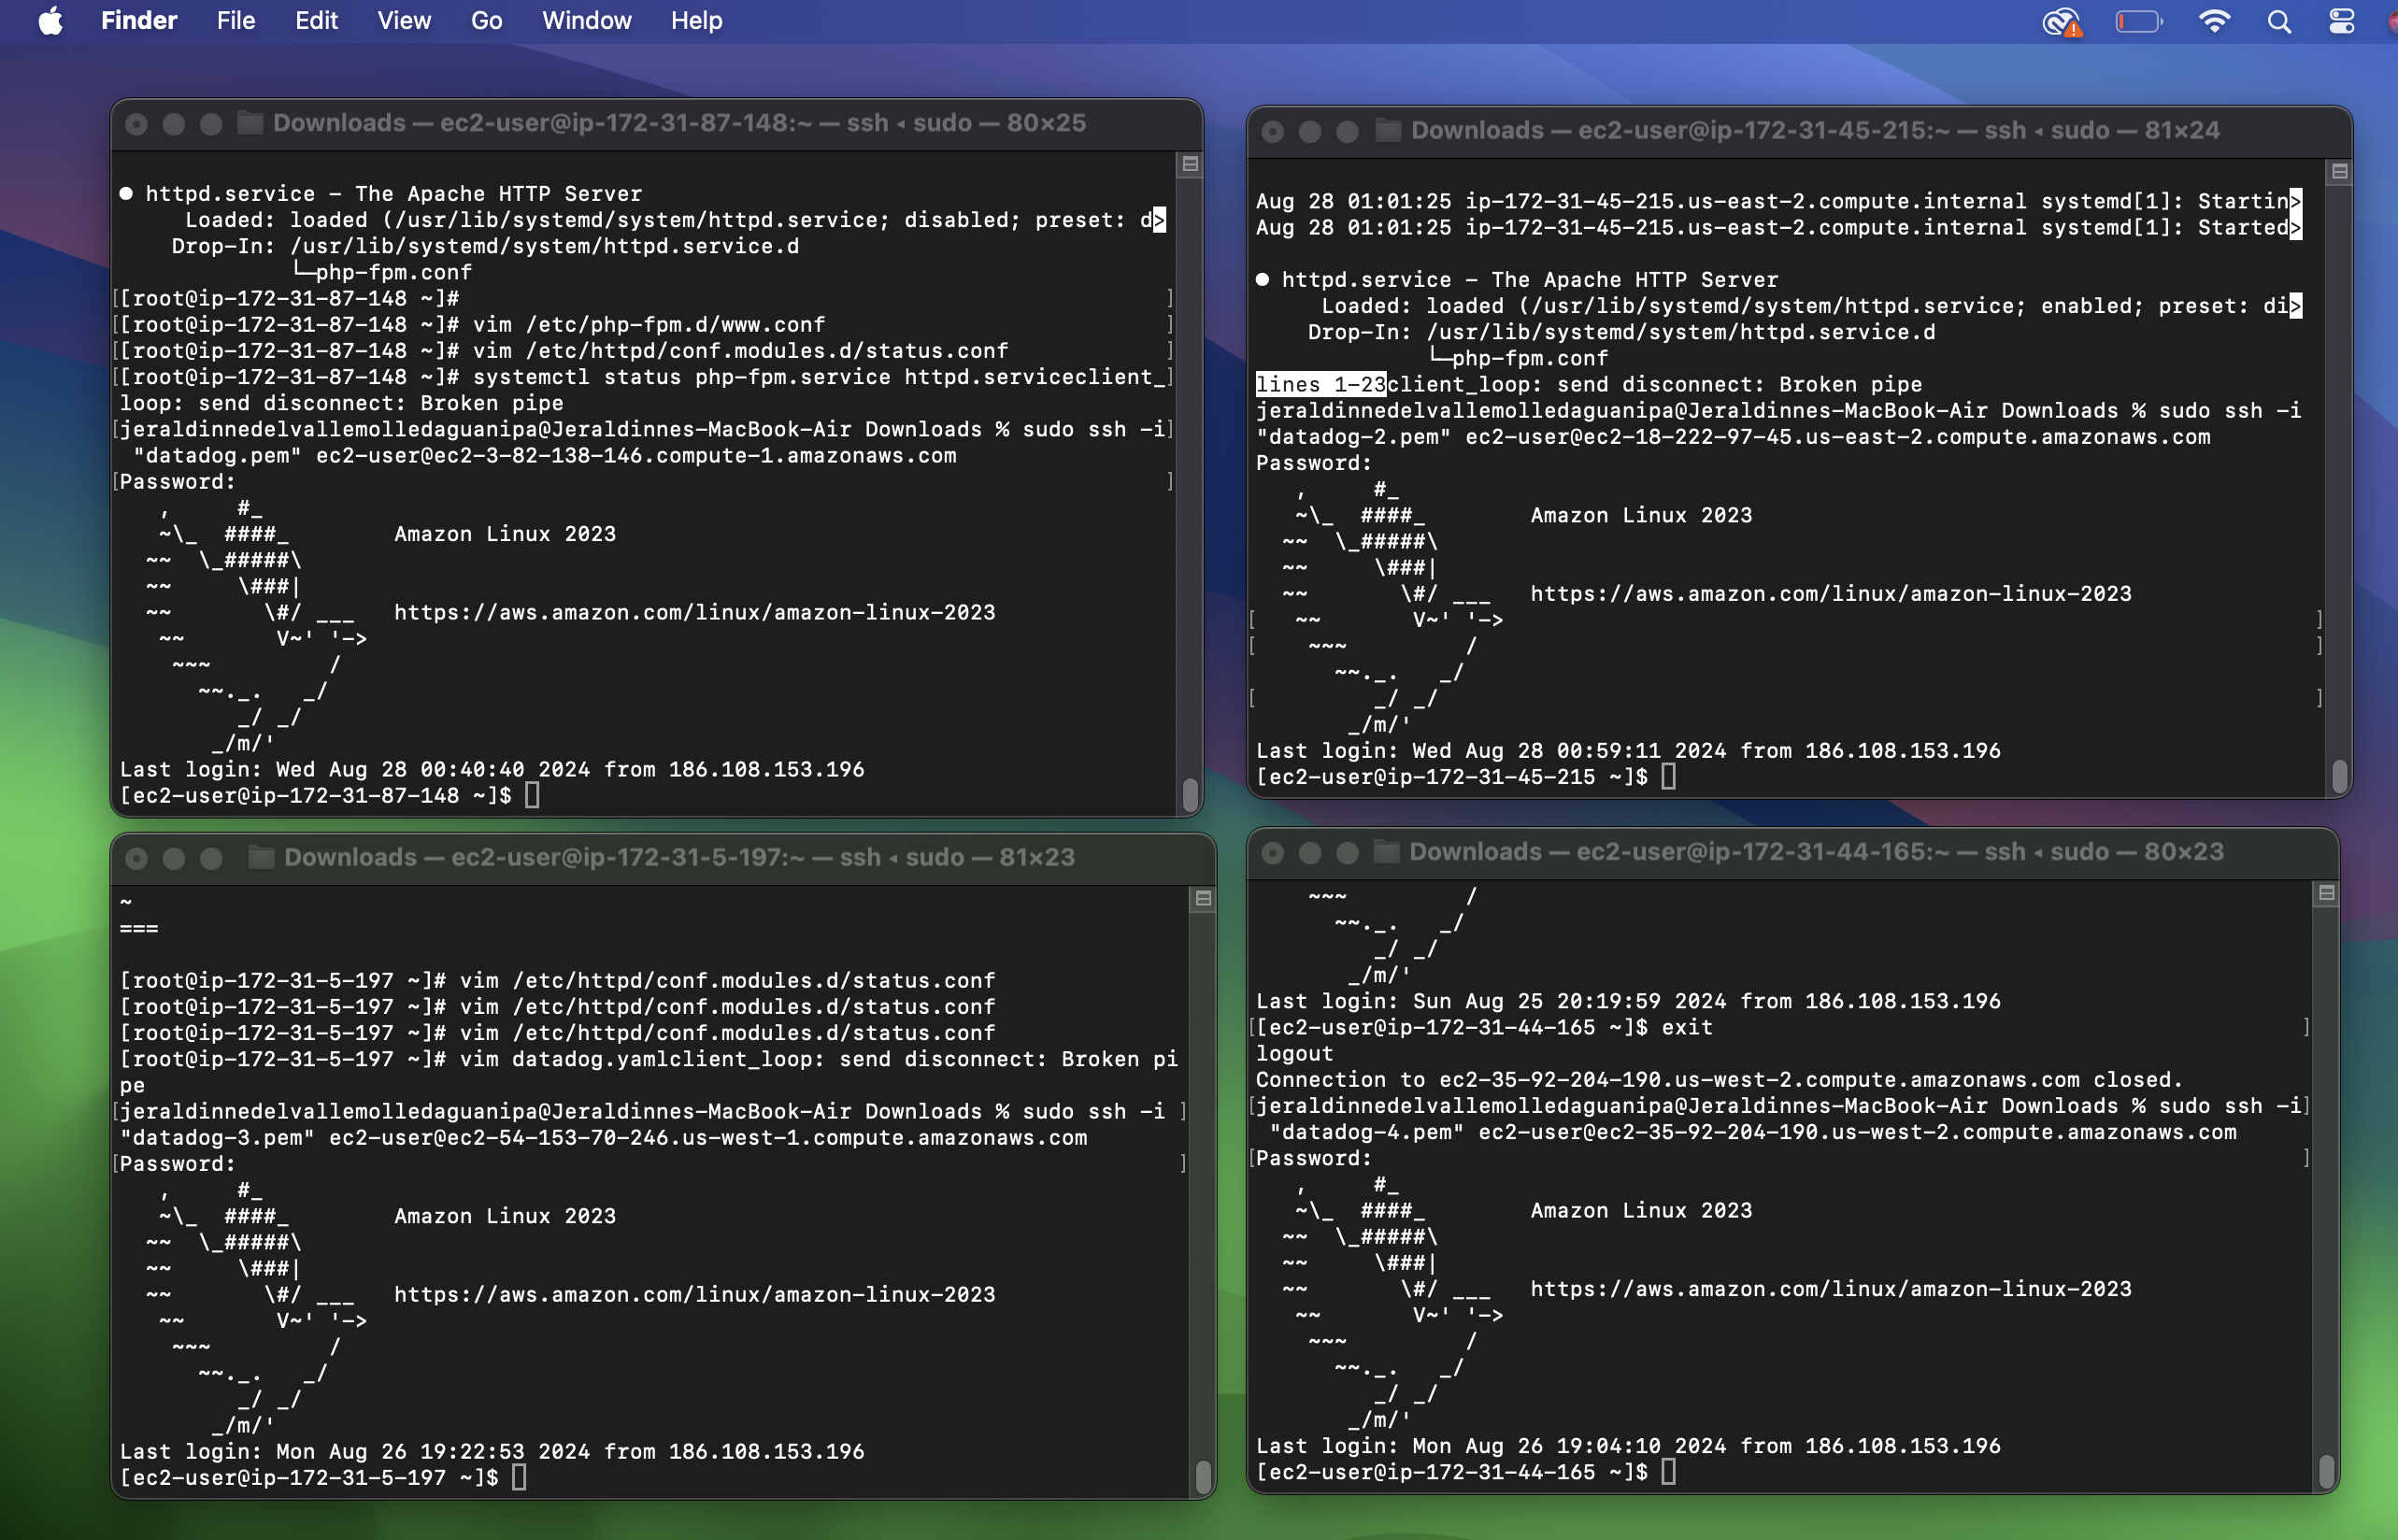 Finder File Edit View Go Window Help
Downloads — ec2-user@ip-172-31-87-148:~ — ssh ◂ sudo — 80×25
● httpd.service – The Apache HTTP Server
     Loaded: loaded (/usr/lib/systemd/system/httpd.service; disabled; preset: d>
    Drop-In: /usr/lib/systemd/system/httpd.service.d
             └─php-fpm.conf
[[root@ip-172-31-87-148 ~]# ]
[[root@ip-172-31-87-148 ~]# vim /etc/php-fpm.d/www.conf ]
[[root@ip-172-31-87-148 ~]# vim /etc/httpd/conf.modules.d/status.conf ]
[[root@ip-172-31-87-148 ~]# systemctl status php-fpm.service httpd.serviceclient_]
loop: send disconnect: Broken pipe
[jeraldinnedelvallemolledaguanipa@Jeraldinnes-MacBook-Air Downloads % sudo ssh -i]
 "datadog.pem" ec2-user@ec2-3-82-138-146.compute-1.amazonaws.com
[Password: ]
   ,     #_
   ~\_  ####_        Amazon Linux 2023
  ~~  \_#####\
  ~~     \###|
  ~~       \#/ ___   https://aws.amazon.com/linux/amazon-linux-2023
   ~~       V~' '->
    ~~~         /
      ~~._.   _/
         _/ _/
       _/m/'
Last login: Wed Aug 28 00:40:40 2024 from 186.108.153.196
[ec2-user@ip-172-31-87-148 ~]$
Downloads — ec2-user@ip-172-31-45-215:~ — ssh ◂ sudo — 81×24
Aug 28 01:01:25 ip-172-31-45-215.us-east-2.compute.internal systemd[1]: Startin>
Aug 28 01:01:25 ip-172-31-45-215.us-east-2.compute.internal systemd[1]: Started>
● httpd.service – The Apache HTTP Server
     Loaded: loaded (/usr/lib/systemd/system/httpd.service; enabled; preset: di>
    Drop-In: /usr/lib/systemd/system/httpd.service.d
             └─php-fpm.conf
lines 1-23client_loop: send disconnect: Broken pipe
jeraldinnedelvallemolledaguanipa@Jeraldinnes-MacBook-Air Downloads % sudo ssh -i
"datadog-2.pem" ec2-user@ec2-18-222-97-45.us-east-2.compute.amazonaws.com
Password:
   ,     #_
   ~\_  ####_        Amazon Linux 2023
  ~~  \_#####\
  ~~     \###|
  ~~       \#/ ___   https://aws.amazon.com/linux/amazon-linux-2023
[   ~~       V~' '-> ]
[    ~~~         / ]
      ~~._.   _/
[         _/ _/ ]
       _/m/'
Last login: Wed Aug 28 00:59:11 2024 from 186.108.153.196
[ec2-user@ip-172-31-45-215 ~]$
Downloads — ec2-user@ip-172-31-5-197:~ — ssh ◂ sudo — 81×23
~
===
[root@ip-172-31-5-197 ~]# vim /etc/httpd/conf.modules.d/status.conf
[root@ip-172-31-5-197 ~]# vim /etc/httpd/conf.modules.d/status.conf
[root@ip-172-31-5-197 ~]# vim /etc/httpd/conf.modules.d/status.conf
[root@ip-172-31-5-197 ~]# vim datadog.yamlclient_loop: send disconnect: Broken pi
pe
[jeraldinnedelvallemolledaguanipa@Jeraldinnes-MacBook-Air Downloads % sudo ssh -i ]
"datadog-3.pem" ec2-user@ec2-54-153-70-246.us-west-1.compute.amazonaws.com
[Password: ]
   ,     #_
   ~\_  ####_        Amazon Linux 2023
  ~~  \_#####\
  ~~     \###|
  ~~       \#/ ___   https://aws.amazon.com/linux/amazon-linux-2023
   ~~       V~' '->
    ~~~         /
      ~~._.   _/
         _/ _/
       _/m/'
Last login: Mon Aug 26 19:22:53 2024 from 186.108.153.196
[ec2-user@ip-172-31-5-197 ~]$
Downloads — ec2-user@ip-172-31-44-165:~ — ssh ◂ sudo — 80×23
    ~~~         /
      ~~._.   _/
         _/ _/
       _/m/'
Last login: Sun Aug 25 20:19:59 2024 from 186.108.153.196
[[ec2-user@ip-172-31-44-165 ~]$ exit ]
logout
Connection to ec2-35-92-204-190.us-west-2.compute.amazonaws.com closed.
[jeraldinnedelvallemolledaguanipa@Jeraldinnes-MacBook-Air Downloads % sudo ssh -i]
 "datadog-4.pem" ec2-user@ec2-35-92-204-190.us-west-2.compute.amazonaws.com
[Password: ]
   ,     #_
   ~\_  ####_        Amazon Linux 2023
  ~~  \_#####\
  ~~     \###|
  ~~       \#/ ___   https://aws.amazon.com/linux/amazon-linux-2023
   ~~       V~' '->
    ~~~         /
      ~~._.   _/
         _/ _/
       _/m/'
Last login: Mon Aug 26 19:04:10 2024 from 186.108.153.196
[ec2-user@ip-172-31-44-165 ~]$